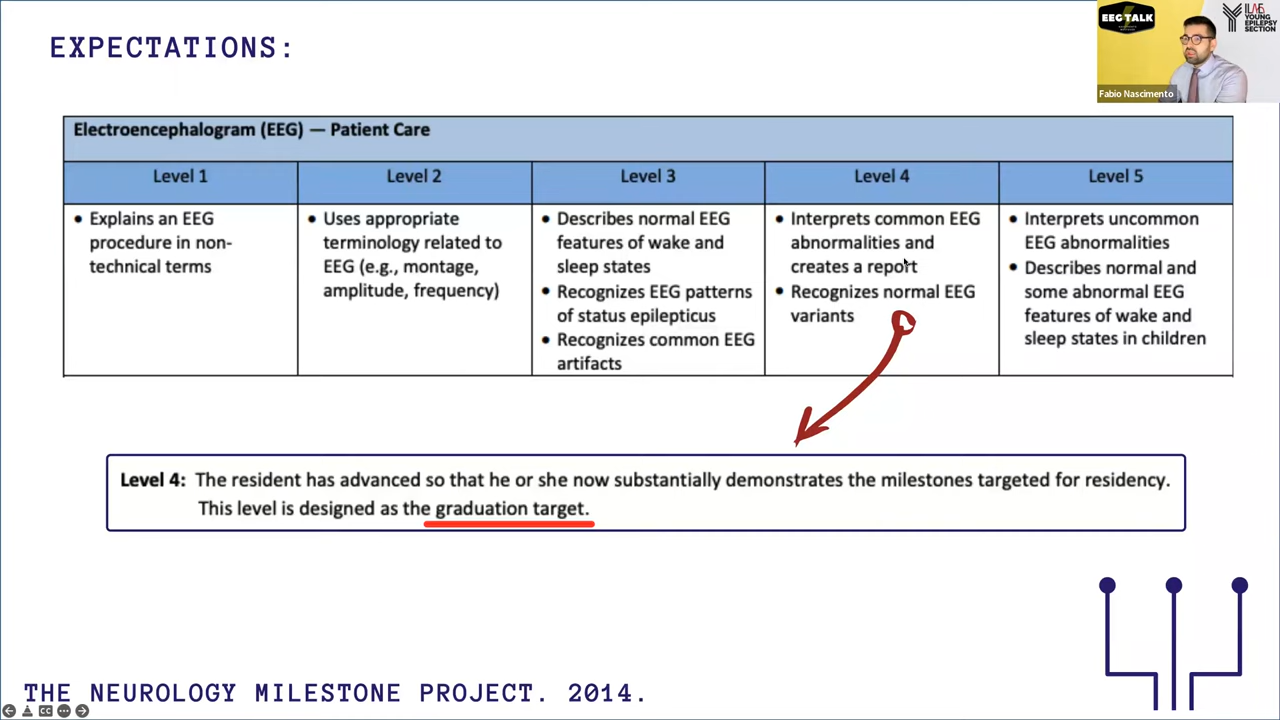 EXPECTATIONS:
EEG TALK
ILAE
YOUNG
EPILEPSY
SECTION
Fabio Nascimento
Electroencephalogram (EEG) — Patient Care
Level 1
Level 2
Level 3
Level 4
Level 5
• Explains an EEG
procedure in non-
technical terms
• Uses appropriate
terminology related to
EEG (e.g., montage,
amplitude, frequency)
• Describes normal EEG
features of wake and
sleep states
• Recognizes EEG patterns
of status epilepticus
• Recognizes common EEG
artifacts
• Interprets common EEG
abnormalities and
creates a report
• Recognizes normal EEG
variants
• Interprets uncommon
EEG abnormalities
• Describes normal and
some abnormal EEG
features of wake and
sleep states in children
Level 4: The resident has advanced so that he or she now substantially demonstrates the milestones targeted for residency.
This level is designed as the graduation target.
THE NEUROLOGY MILESTONE PROJECT. 2014.
CC